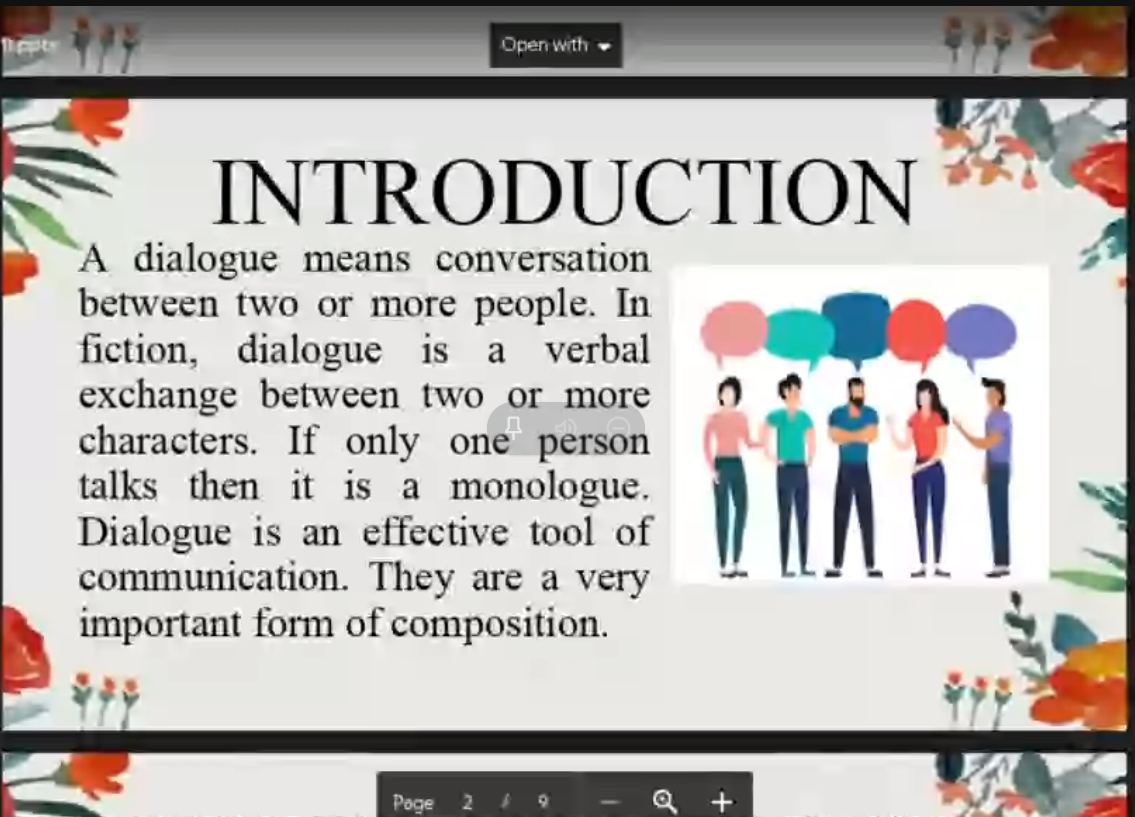 Open with
INTRODUCTION
A dialogue means conversation
between two or more people. In
fiction, dialogue is a verbal
exchange between two or more
characters. If only one person
talks then it is a monologue.
Dialogue is an effective tool of
communication. They are a very
important form of composition.
Page 2 / 9